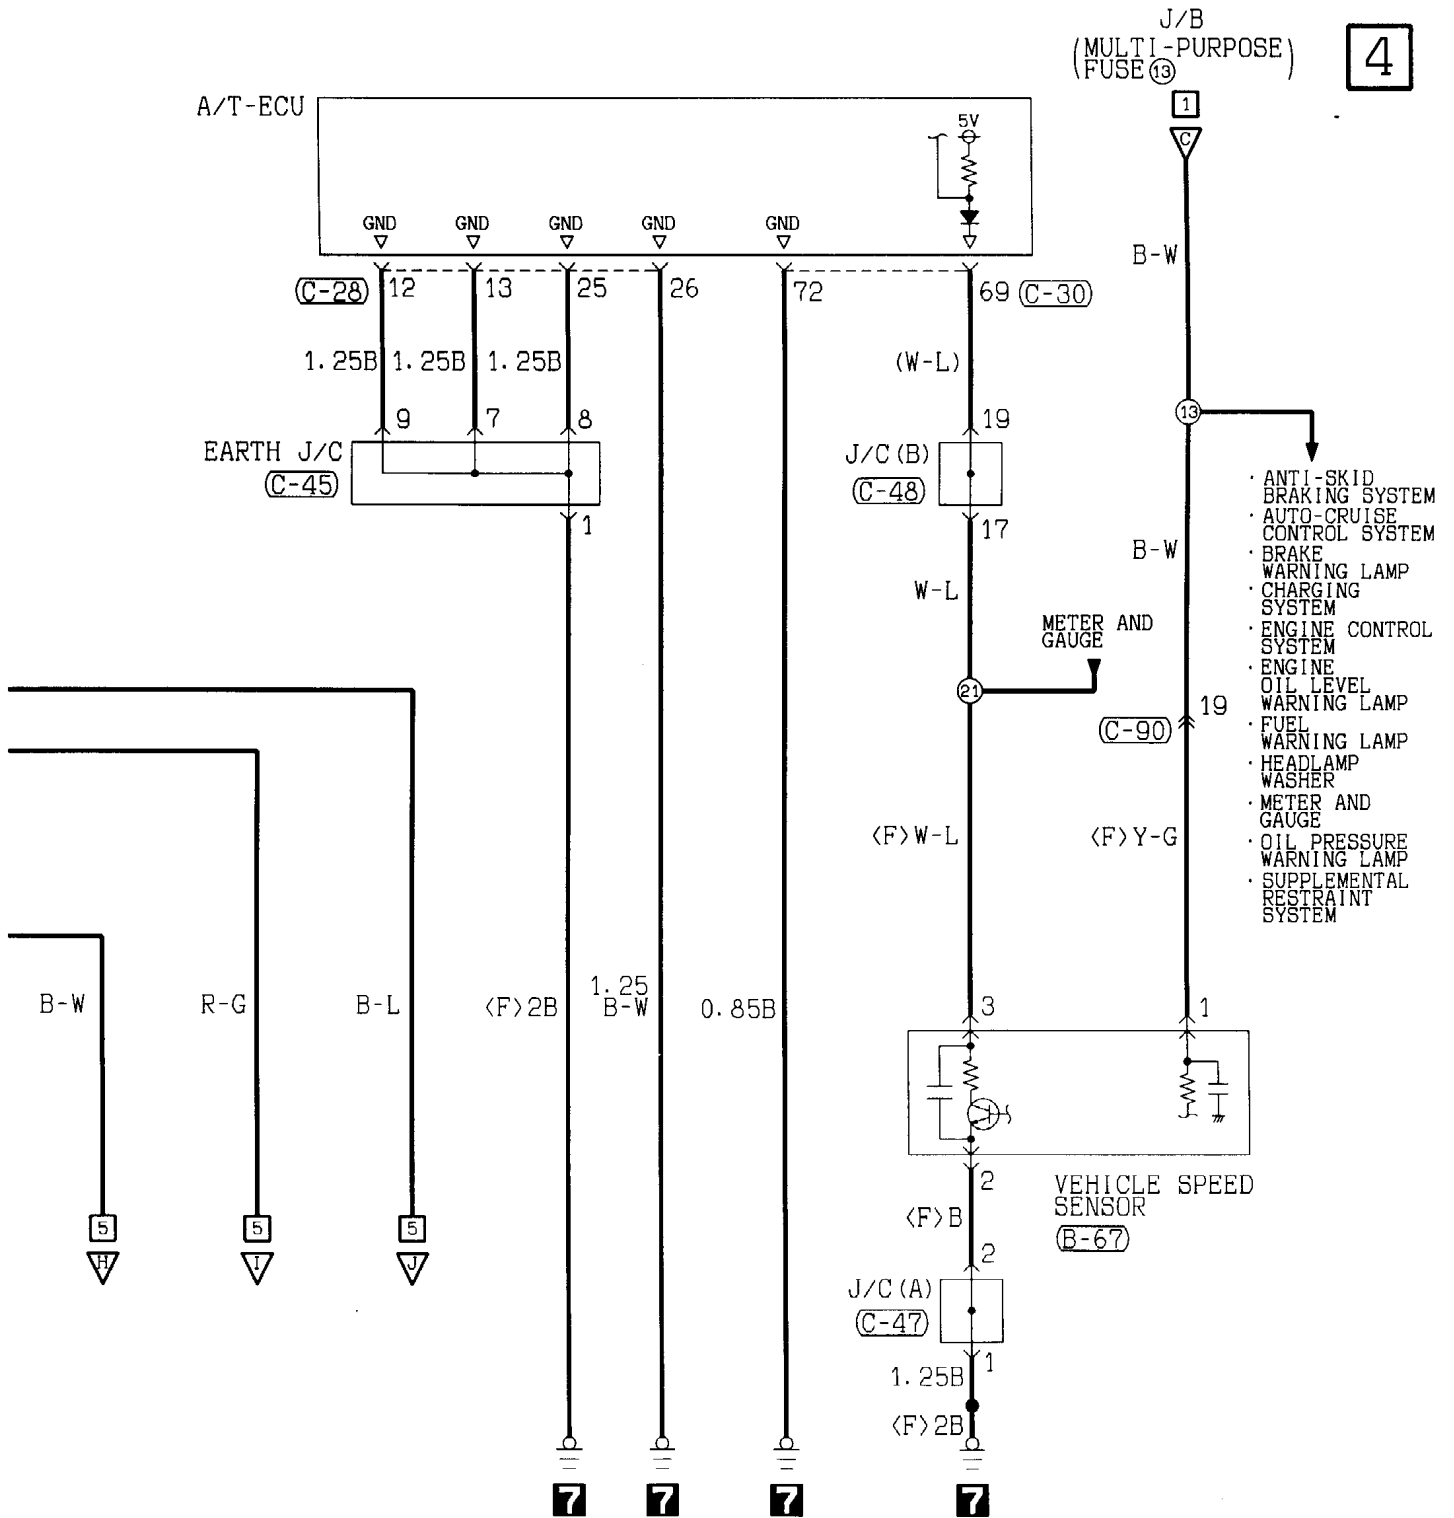 J/B
(MULTI-PURPOSE)
FUSE⑬
4
A/T-ECU
1
C
5V
GND GND GND GND GND
B-W
C-28 12 13 25 26 72 69 C-30
1.25B 1.25B 1.25B (W-L)
13
9 7 8 19
EARTH J/C
C-45
J/C(B)
C-48
1 17
· ANTI-SKID
BRAKING SYSTEM
· AUTO-CRUISE
CONTROL SYSTEM
· BRAKE
WARNING LAMP
· CHARGING
SYSTEM
· ENGINE CONTROL
SYSTEM
· ENGINE
OIL LEVEL
WARNING LAMP
· FUEL
WARNING LAMP
· HEADLAMP
WASHER
· METER AND
GAUGE
· OIL PRESSURE
WARNING LAMP
· SUPPLEMENTAL
RESTRAINT
SYSTEM
B-W
W-L
METER AND
GAUGE
21
19
C-90
<F>W-L <F>Y-G
B-W R-G B-L <F>2B 1.25
B-W 0.85B
3 1
2
VEHICLE SPEED
SENSOR
B-67
<F>B
5 5 5
H I J
2
J/C(A)
C-47
1
1.25B
<F>2B
7 7 7 7